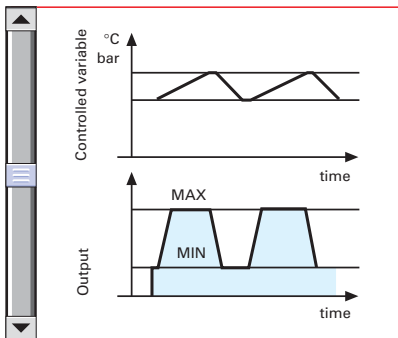 °C
bar
Controlled variable
time
MAX
MIN
Output
time